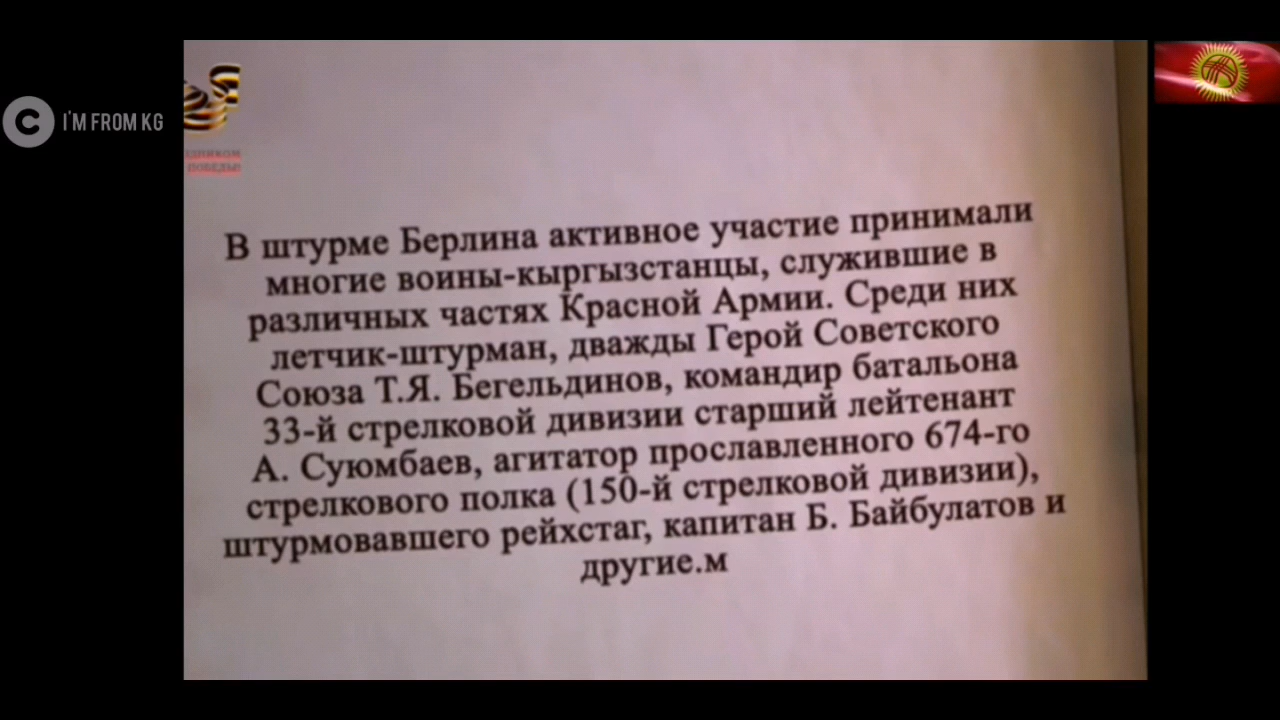 I'M FROM KG
ПОБЕДЫ!
В штурме Берлина активное участие принимали
многие воины-кыргызстанцы, служившие в
различных частях Красной Армии. Среди них
летчик-штурман, дважды Герой Советского
Союза Т.Я. Бегельдинов, командир батальона
33-й стрелковой дивизии старший лейтенант
А. Суюмбаев, агитатор прославленного 674-го
стрелкового полка (150-й стрелковой дивизии),
штурмовавшего рейхстаг, капитан Б. Байбулатов и
другие.м